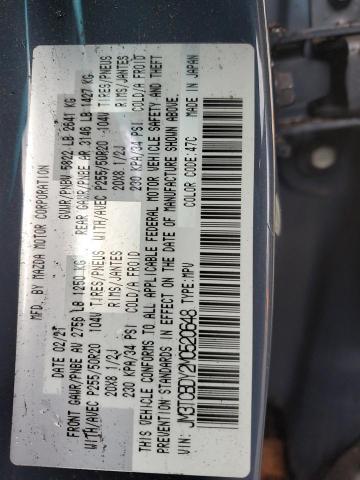 MFD. BY MAZDA MOTOR CORPORATION
DATE 02/21 GVWR/PNBV 5822 LB 2641 KG
FRONT GAWR/PNBE AV 2756 LB 1250 KG REAR GAWR/PNBE AR 3146 LB 1427 KG
WITH/AVEC P255/50R20 104V TIRES/PNEUS WITH/AVEC P255/50R20 104V TIRES/PNEUS
20X8 1/2J RIMS/JANTES 20X8 1/2J RIMS/JANTES
230 KPA/34 PSI COLD/A FROID 230 KPA/34 PSI COLD/A FROID
THIS VEHICLE CONFORMS TO ALL APPLICABLE FEDERAL MOTOR VEHICLE SAFETY AND THEFT
PREVENTION STANDARDS IN EFFECT ON THE DATE OF MANUFACTURE SHOWN ABOVE.
COLOR CODE: 47C MADE IN JAPAN
JM3TCBDY2M0520648 TYPE: MPV